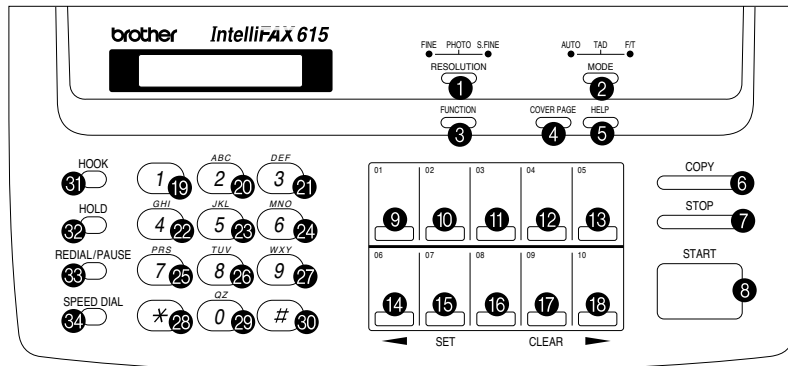 brother IntelliFAX 615
FINE PHOTO S.FINE
AUTO TAD F/T
RESOLUTION
MODE
1
2
FUNCTION
COVER PAGE
HELP
3
4
5
HOOK
31
1 19
ABC
2 20
DEF
3 21
HOLD
32
GHI
4 22
JKL
5 23
MNO
6 24
REDIAL/PAUSE
33
PRS
7 25
TUV
8 26
WXY
9 27
SPEED DIAL
34
* 28
QZ
0 29
# 30
01 02 03 04 05
9 10 11 12 13
06 07 08 09 10
14 15 16 17 18
SET CLEAR
COPY
6
STOP
7
START
8